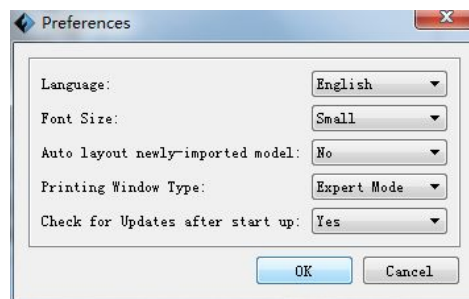 Preferences
Language: English
Font Size: Small
Auto layout newly-imported model: No
Printing Window Type: Expert Mode
Check for Updates after start up: Yes
OK Cancel